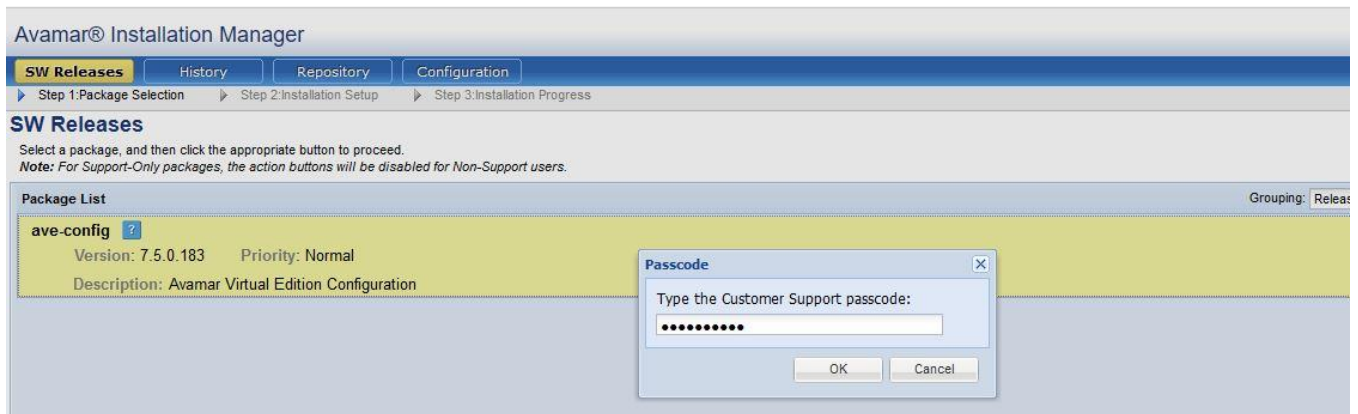 Avamar® Installation Manager
SW Releases History Repository Configuration
Step 1:Package Selection Step 2:Installation Setup Step 3:Installation Progress
SW Releases
Select a package, and then click the appropriate button to proceed.
Note: For Support-Only packages, the action buttons will be disabled for Non-Support users.
Package List Grouping: Releas
ave-config ?
Version: 7.5.0.183 Priority: Normal
Description: Avamar Virtual Edition Configuration
Passcode
Type the Customer Support passcode:
••••••••••
OK Cancel